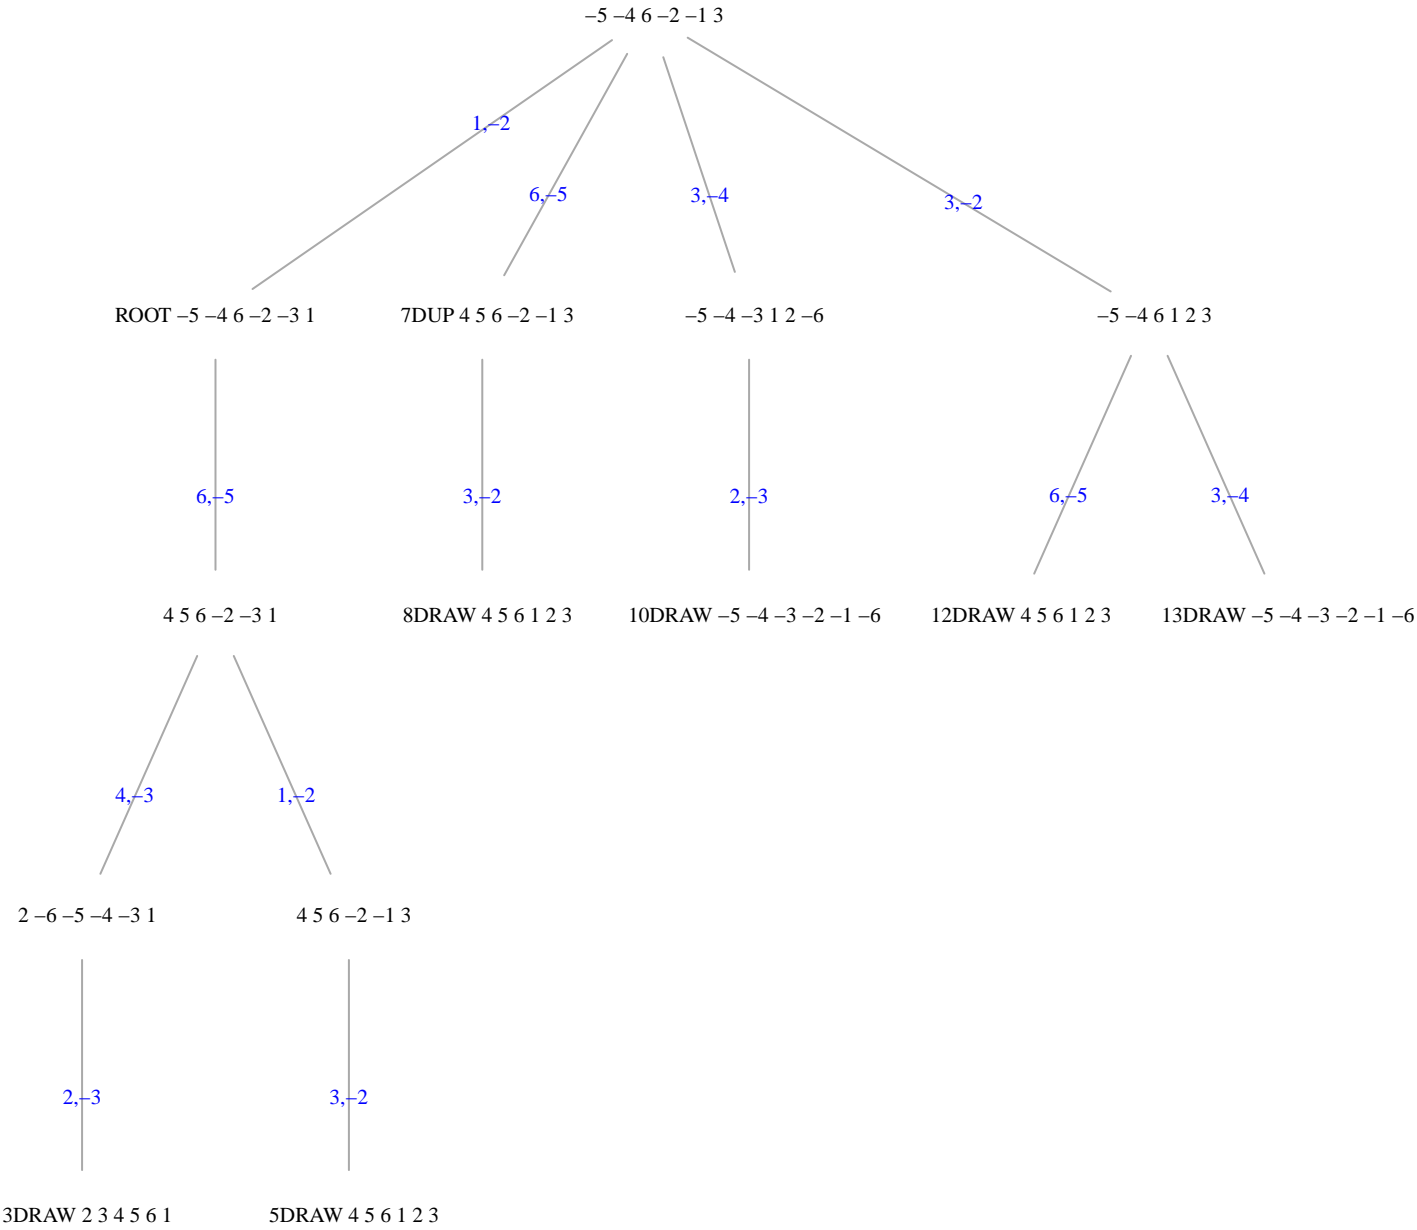 –5 –4 6 –2 –1 3
1,–2
6,–5
3,–4
3,–2
ROOT –5 –4 6 –2 –3 1
7DUP 4 5 6 –2 –1 3
–5 –4 –3 1 2 –6
–5 –4 6 1 2 3
6,–5
3,–2
2,–3
6,–5
3,–4
4 5 6 –2 –3 1
8DRAW 4 5 6 1 2 3
10DRAW –5 –4 –3 –2 –1 –6
12DRAW 4 5 6 1 2 3
13DRAW –5 –4 –3 –2 –1 –6
4,–3
1,–2
2 –6 –5 –4 –3 1
4 5 6 –2 –1 3
2,–3
3,–2
3DRAW 2 3 4 5 6 1
5DRAW 4 5 6 1 2 3